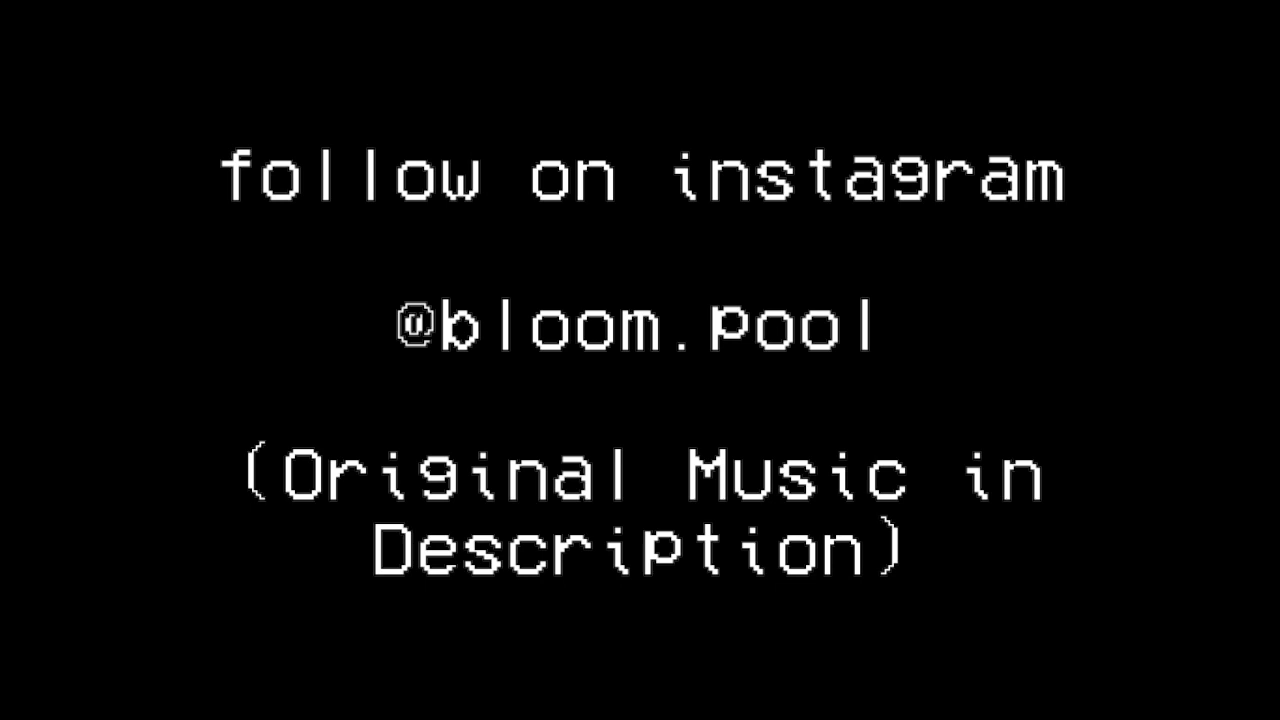 follow on instagram
@bloom.pool
(Original Music in
Description)